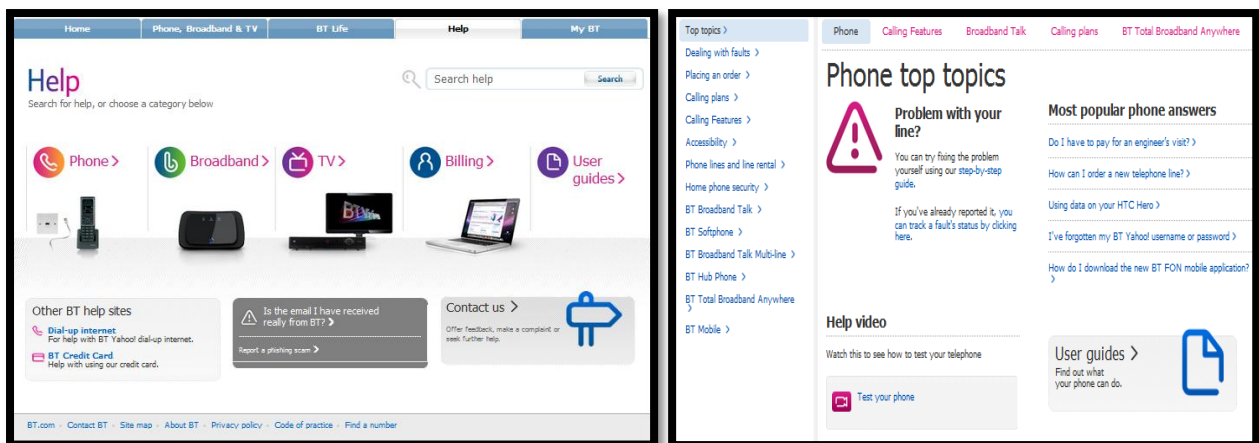 Home
Phone, Broadband & TV
BT Life
Help
My BT
Help
Search help
Search
Search for help, or choose a category below
Phone >
Broadband >
TV >
Billing >
User
guides >
BTVision
Other BT help sites
Dial-up internet
For help with BT Yahoo! dial-up internet.
BT Credit Card
Help with using our credit card.
Is the email I have received
really from BT? >
Report a phishing scam >
Contact us >
Offer feedback, make a complaint or
seek further help.
BT.com - Contact BT - Site map - About BT - Privacy policy - Code of practice - Find a number
Top topics >
Dealing with faults >
Placing an order >
Calling plans >
Calling Features >
Accessibility >
Phone lines and line rental >
Home phone security >
BT Broadband Talk >
BT Softphone >
BT Broadband Talk Multi-line >
BT Hub Phone >
BT Total Broadband Anywhere
>
BT Mobile >
Phone
Calling Features
Broadband Talk
Calling plans
BT Total Broadband Anywhere
Phone top topics
Problem with your
line?
You can try fixing the problem
yourself using our step-by-step
guide.
If you've already reported it, you
can track a fault's status by clicking
here.
Most popular phone answers
Do I have to pay for an engineer's visit? >
How can I order a new telephone line? >
Using data on your HTC Hero >
I've forgotten my BT Yahoo! username or password >
How do I download the new BT FON mobile application?
>
Help video
Watch this to see how to test your telephone
Test your phone
User guides >
Find out what
your phone can do.